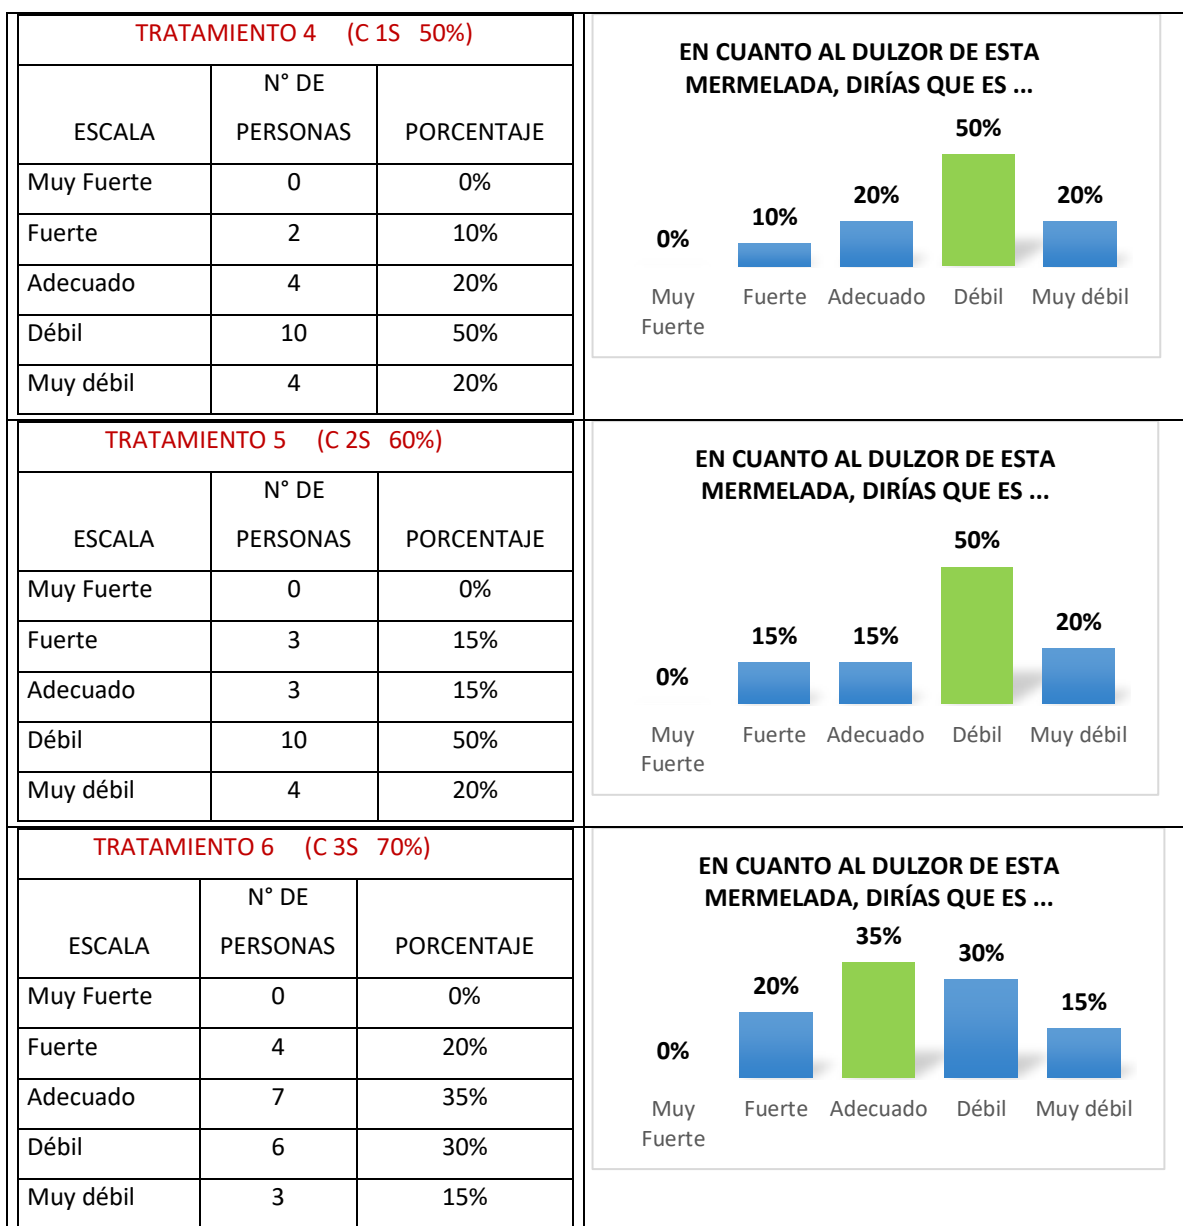 TRATAMIENTO 4 (C 1S 50%)
ESCALA N° DE PERSONAS PORCENTAJE
Muy Fuerte 0 0%
Fuerte 2 10%
Adecuado 4 20%
Débil 10 50%
Muy débil 4 20%
EN CUANTO AL DULZOR DE ESTA
MERMELADA, DIRÍAS QUE ES ...
0% 10% 20% 50% 20%
Muy Fuerte Fuerte Adecuado Débil Muy débil
TRATAMIENTO 5 (C 2S 60%)
ESCALA N° DE PERSONAS PORCENTAJE
Muy Fuerte 0 0%
Fuerte 3 15%
Adecuado 3 15%
Débil 10 50%
Muy débil 4 20%
EN CUANTO AL DULZOR DE ESTA
MERMELADA, DIRÍAS QUE ES ...
0% 15% 15% 50% 20%
Muy Fuerte Fuerte Adecuado Débil Muy débil
TRATAMIENTO 6 (C 3S 70%)
ESCALA N° DE PERSONAS PORCENTAJE
Muy Fuerte 0 0%
Fuerte 4 20%
Adecuado 7 35%
Débil 6 30%
Muy débil 3 15%
EN CUANTO AL DULZOR DE ESTA
MERMELADA, DIRÍAS QUE ES ...
0% 20% 35% 30% 15%
Muy Fuerte Fuerte Adecuado Débil Muy débil